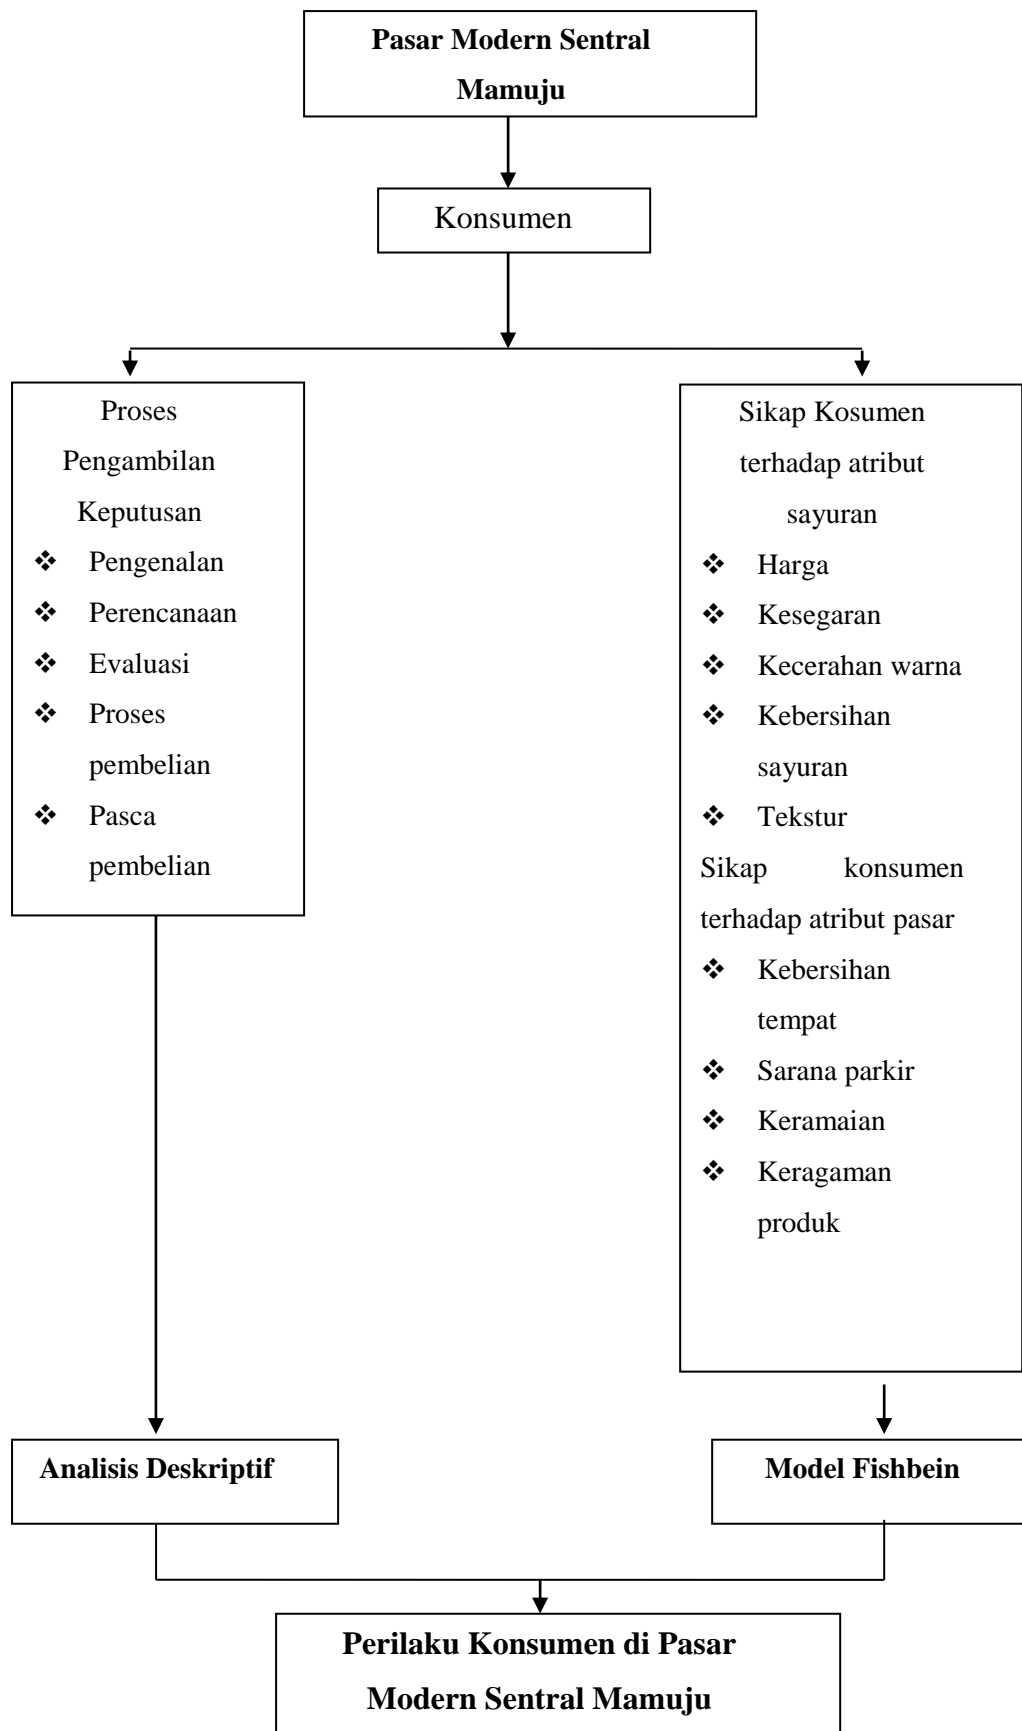 Pasar Modern Sentral
Mamuju
Konsumen
Proses
Pengambilan
Keputusan
❖ Pengenalan
❖ Perencanaan
❖ Evaluasi
❖ Proses
pembelian
❖ Pasca
pembelian
Sikap Kosumen
terhadap atribut
sayuran
❖ Harga
❖ Kesegaran
❖ Kecerahan warna
❖ Kebersihan
sayuran
❖ Tekstur
Sikap konsumen
terhadap atribut pasar
❖ Kebersihan
tempat
❖ Sarana parkir
❖ Keramaian
❖ Keragaman
produk
Analisis Deskriptif
Model Fishbein
Perilaku Konsumen di Pasar
Modern Sentral Mamuju